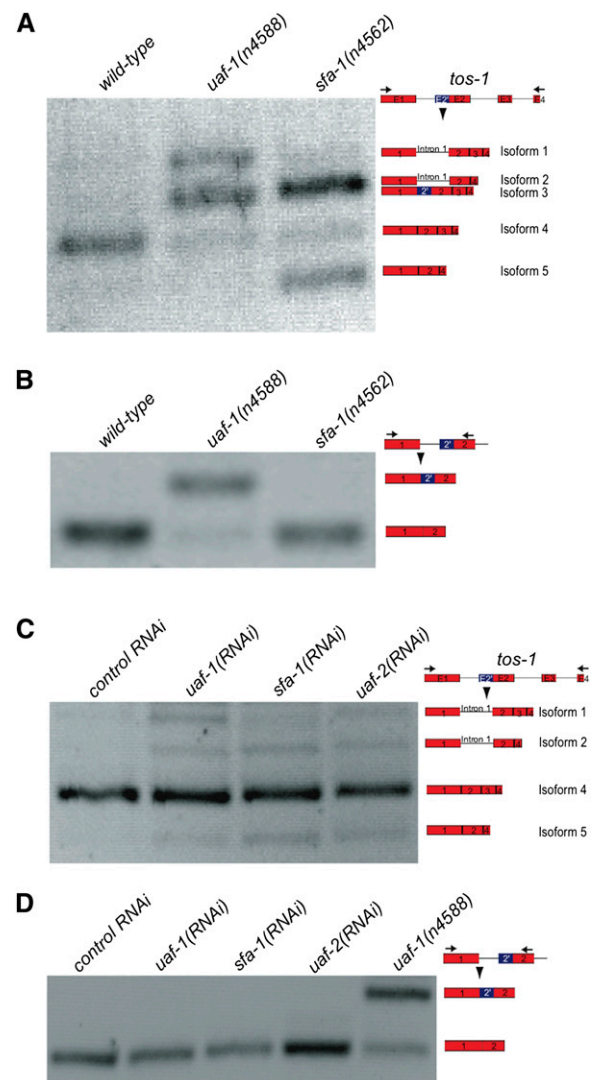 A
wild-type
uaf-1(n4588)
sfa-1(n4562)
tos-1
E1 E2' E2 E3 E4
1 Intron 1 2 3 4 Isoform 1
1 Intron 1 2 4 Isoform 2
1 2' 2 3 4 Isoform 3
1 2 3 4 Isoform 4
1 2 4 Isoform 5
B
wild-type
uaf-1(n4588)
sfa-1(n4562)
1 2' 2
1 2' 2
1 2
C
control RNAi
uaf-1(RNAi)
sfa-1(RNAi)
uaf-2(RNAi)
tos-1
E1 E2' E2 E3 E4
1 Intron 1 2 3 4 Isoform 1
1 Intron 1 2 4 Isoform 2
1 2 3 4 Isoform 4
1 2 4 Isoform 5
D
control RNAi
uaf-1(RNAi)
sfa-1(RNAi)
uaf-2(RNAi)
uaf-1(n4588)
1 2' 2
1 2' 2
1 2